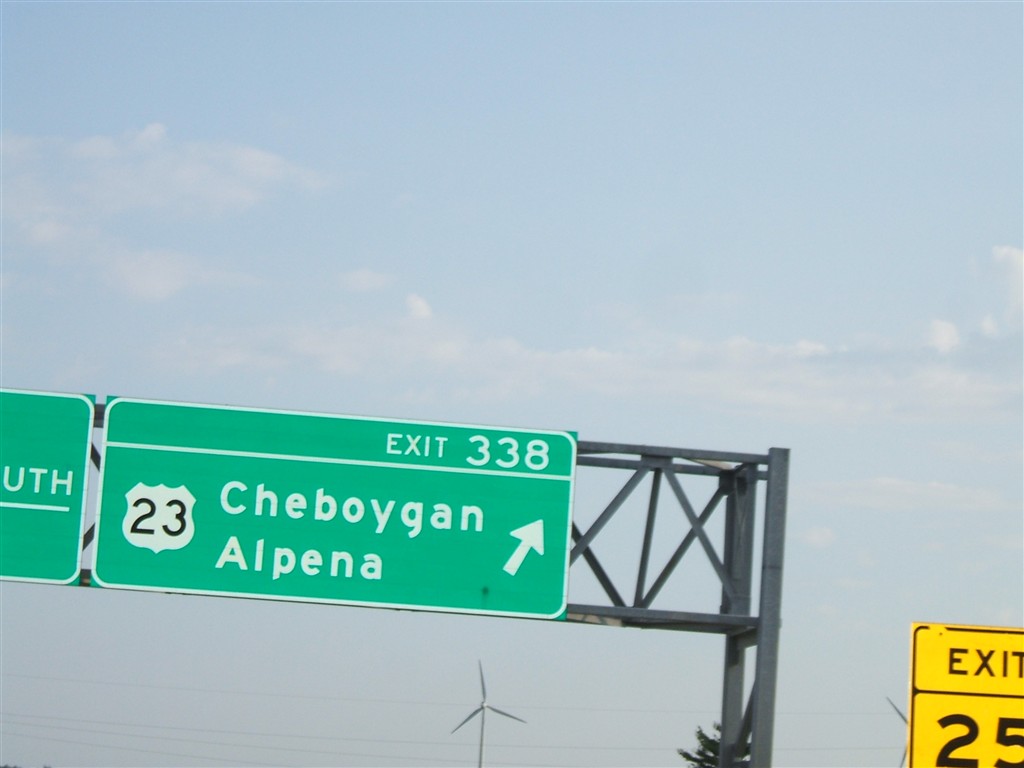 UTH
EXIT 338
23
Cheboygan
Alpena
EXIT
25